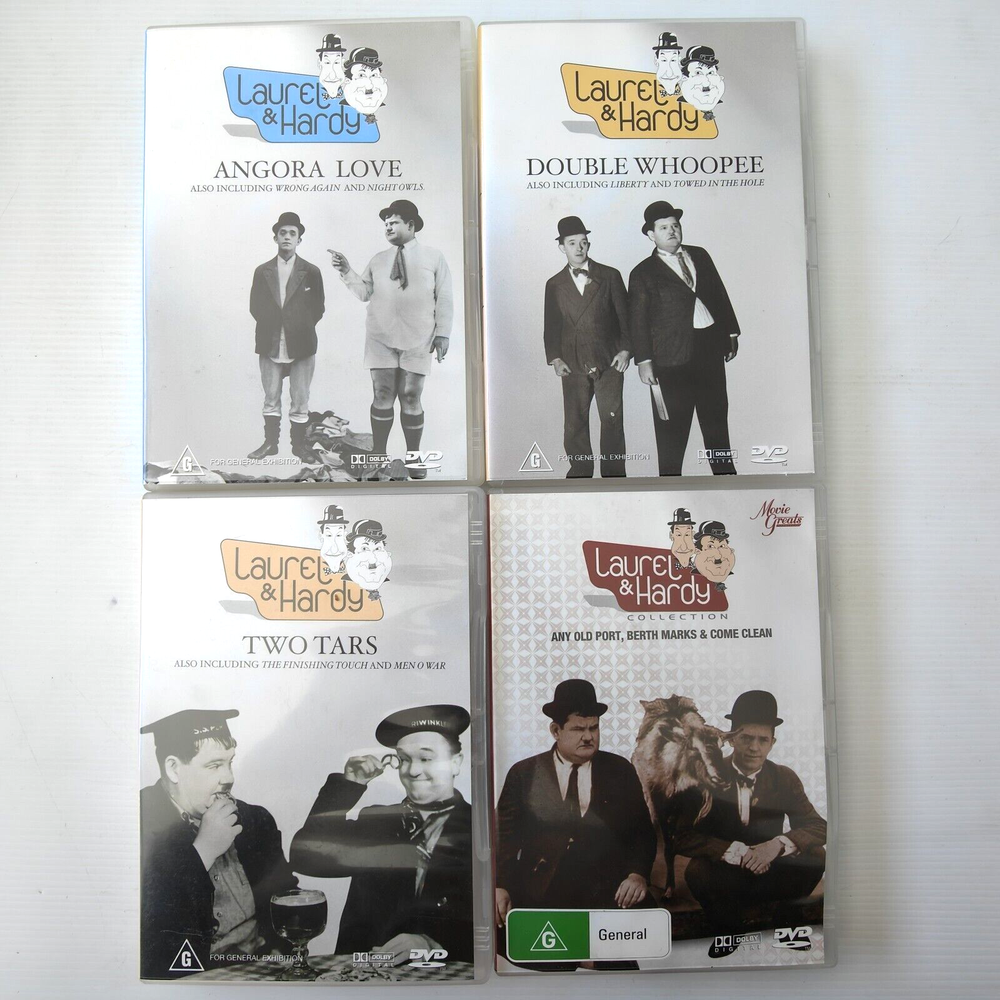 Laurel
& Hardy
ANGORA LOVE
ALSO INCLUDING WRONG AGAIN AND NIGHT OWLS.
G
FOR GENERAL EXHIBITION
DOLBY
DIGITAL
DVD
Laurel
& Hardy
DOUBLE WHOOPEE
ALSO INCLUDING LIBERTY AND TOWED IN THE HOLE
G
FOR GENERAL EXHIBITION
DOLBY
DIGITAL
DVD
Laurel
& Hardy
TWO TARS
ALSO INCLUDING THE FINISHING TOUCH AND MEN O WAR
G
FOR GENERAL EXHIBITION
DOLBY
DIGITAL
DVD
Movie
Greats
Laurel
& Hardy
COLLECTION
ANY OLD PORT, BERTH MARKS & COME CLEAN
G
General
DOLBY
DIGITAL
DVD